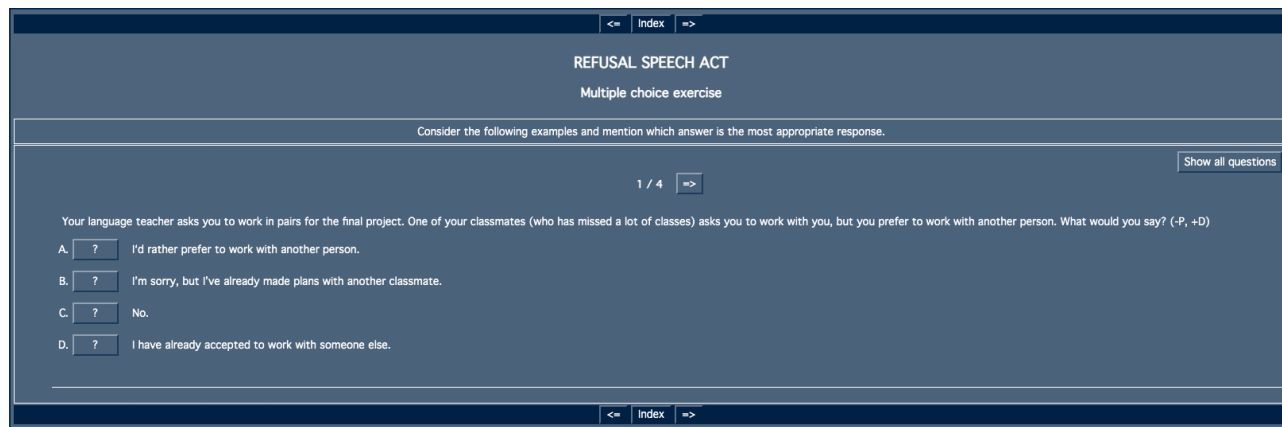 <= Index =>
REFUSAL SPEECH ACT
Multiple choice exercise
Consider the following examples and mention which answer is the most appropriate response.
Show all questions
1 / 4 =>
Your language teacher asks you to work in pairs for the final project. One of your classmates (who has missed a lot of classes) asks you to work with you, but you prefer to work with another person. What would you say? (-P, +D)
A. ? I'd rather prefer to work with another person.
B. ? I'm sorry, but I've already made plans with another classmate.
C. ? No.
D. ? I have already accepted to work with someone else.
<= Index =>